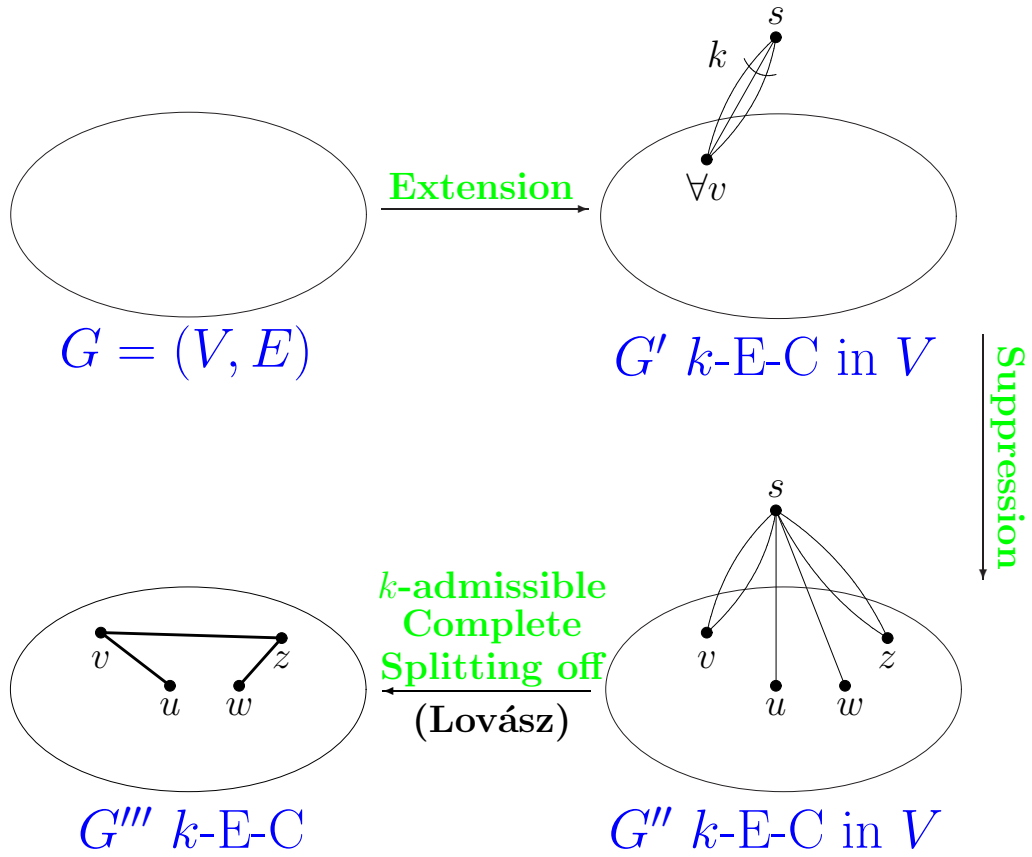 s
k
∀v
Extension
G = (V, E)
G′ k-E-C in V
Suppression
s
v
u
w
z
k-admissible
Complete
Splitting off
(Lovász)
v
u
w
z
G‴ k-E-C
G″ k-E-C in V